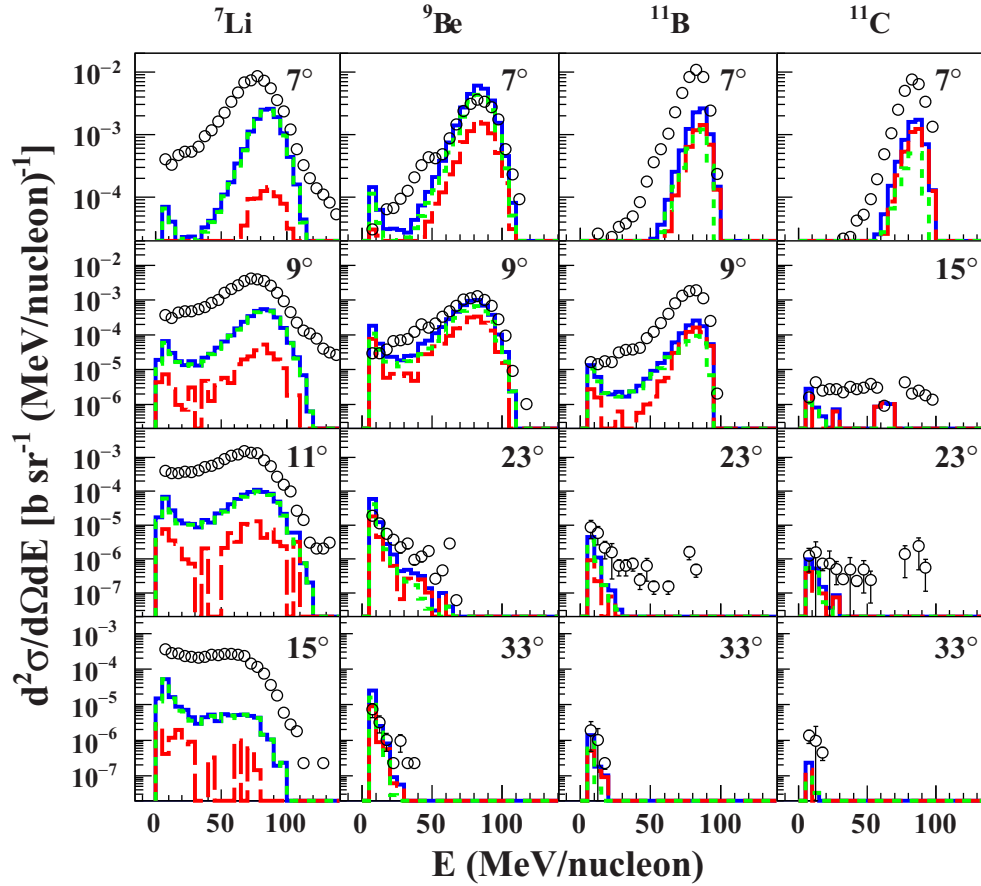 ⁷Li ⁹Be ¹¹B ¹¹C
d²σ/dΩdE [b sr⁻¹ (MeV/nucleon)⁻¹]
10⁻² 7° 7° 7° 7°
10⁻³
10⁻⁴
10⁻² 9° 9° 9° 15°
10⁻³
10⁻⁴
10⁻⁵
10⁻⁶
10⁻³ 11° 23° 23° 23°
10⁻⁴
10⁻⁵
10⁻⁶
10⁻⁷
10⁻³ 15° 33° 33° 33°
10⁻⁴
10⁻⁵
10⁻⁶
10⁻⁷
0 100 0 50 100 0 50 100 0 50 100
E (MeV/nucleon)